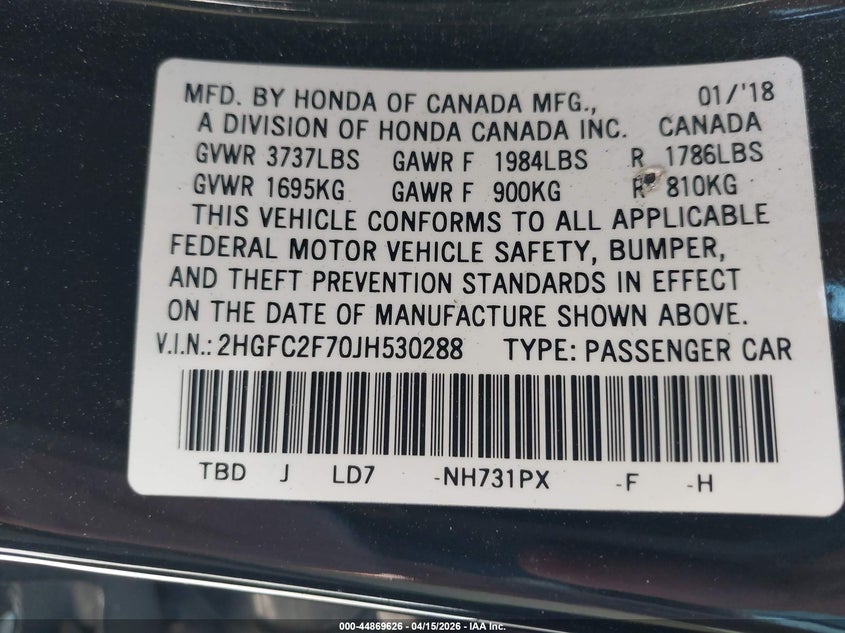 MFD. BY HONDA OF CANADA MFG., 01/'18
A DIVISION OF HONDA CANADA INC. CANADA
GVWR 3737LBS GAWR F 1984LBS R 1786LBS
GVWR 1695KG GAWR F 900KG R 810KG
THIS VEHICLE CONFORMS TO ALL APPLICABLE
FEDERAL MOTOR VEHICLE SAFETY, BUMPER,
AND THEFT PREVENTION STANDARDS IN EFFECT
ON THE DATE OF MANUFACTURE SHOWN ABOVE.
V.I.N.: 2HGFC2F70JH530288 TYPE: PASSENGER CAR
TBD J LD7 -NH731PX -F -H
000-44869626 - 04/15/2026 - IAA Inc.